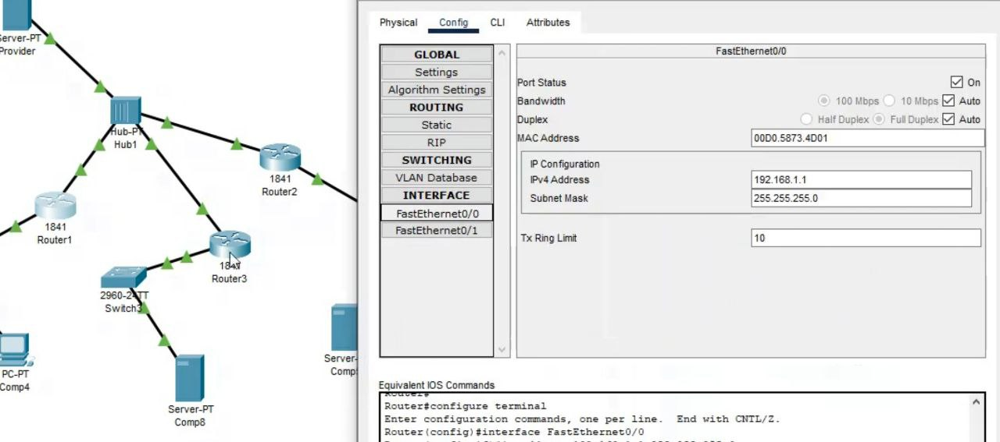 Server-PT
Provider
Hub-PT
Hub1
1841
Router2
1841
Router1
1841
Router3
2960-24TT
Switch3
PC-PT
Comp4
Server-PT
Comp8
Server-
Comp
Physical
Config
CLI
Attributes
GLOBAL
Settings
Algorithm Settings
ROUTING
Static
RIP
SWITCHING
VLAN Database
INTERFACE
FastEthernet0/0
FastEthernet0/1
FastEthernet0/0
Port Status On
Bandwidth 100 Mbps 10 Mbps Auto
Duplex Half Duplex Full Duplex Auto
MAC Address 00D0.5873.4D01
IP Configuration
IPv4 Address 192.168.1.1
Subnet Mask 255.255.255.0
Tx Ring Limit 10
Equivalent IOS Commands
Router#
Router#configure terminal
Enter configuration commands, one per line. End with CNTL/Z.
Router(config)#interface FastEthernet0/0